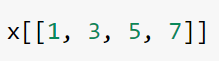 x[[1, 3, 5, 7]]